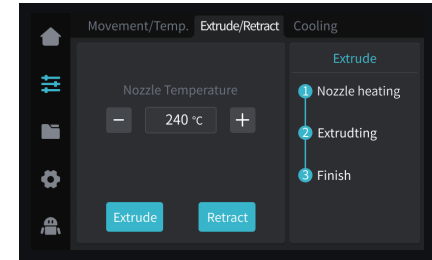 Movement/Temp. Extrude/Retract Cooling
Nozzle Temperature
− 240 °C +
Extrude Retract
Extrude
1 Nozzle heating
2 Extrudting
3 Finish